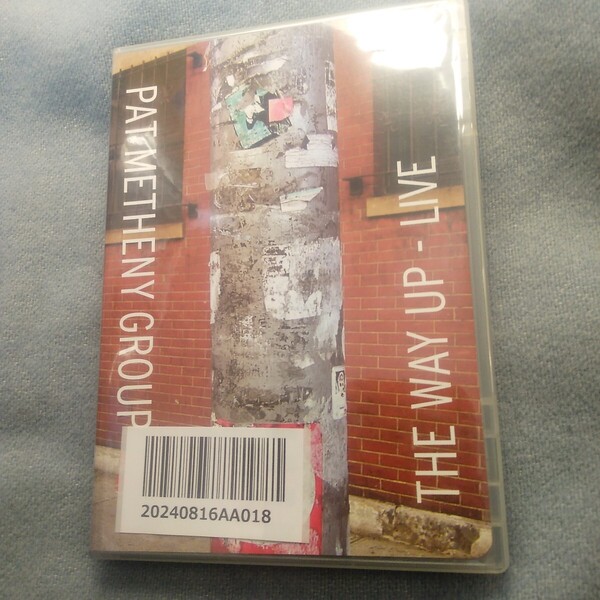 PAT METHENY GROUP
THE WAY UP - LIVE
20240816AA018